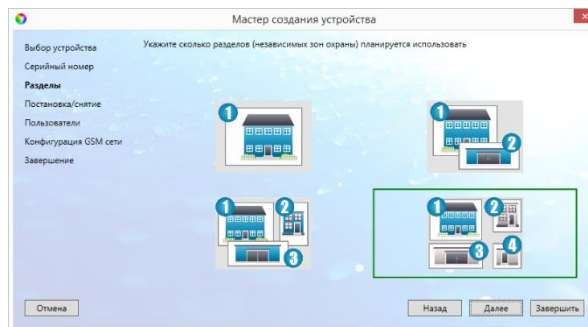 Мастер создания устройства
Выбор устройства
Серийный номер
Разделы
Постановка/снятие
Пользователи
Конфигурация GSM сети
Завершение
Укажите сколько разделов (независимых зон охраны) планируется использовать
1
1 2
1 2 3
1 2 3 4
Отмена
Назад Далее Завершить